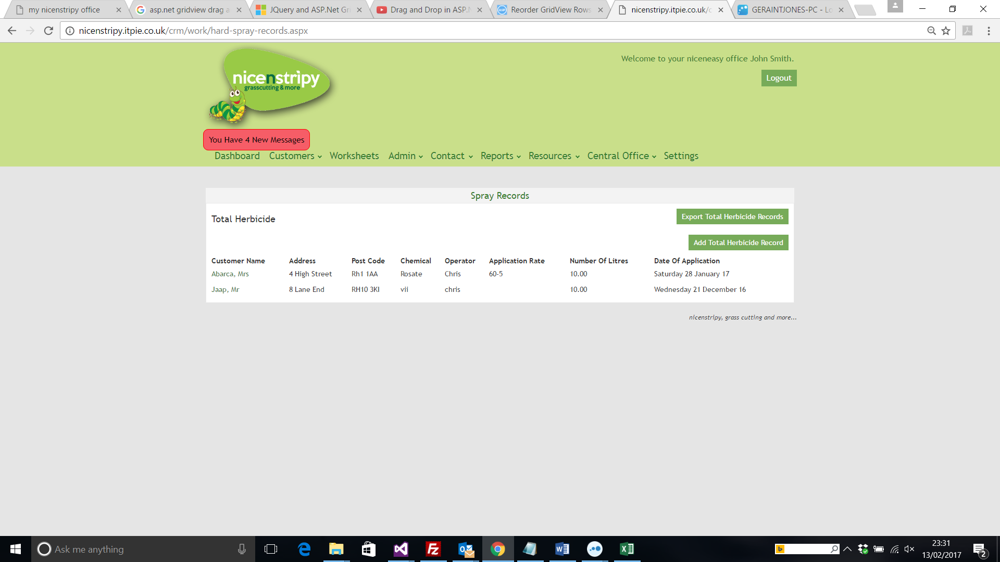 my nicenstripy office
asp.net gridview drag a
JQuery and ASP.Net Gri
Drag and Drop in ASP.N
Reorder GridView Rows
nicenstripy.itpie.co.uk/c
GERAINTJONES-PC - Lo
nicenstripy.itpie.co.uk/crm/work/hard-spray-records.aspx
nicenstripy
grasscutting & more
Welcome to your niceneasy office John Smith.
Logout
You Have 4 New Messages
Dashboard Customers Worksheets Admin Contact Reports Resources Central Office Settings
Spray Records
Total Herbicide
Export Total Herbicide Records
Add Total Herbicide Record
Customer Name Address Post Code Chemical Operator Application Rate Number Of Litres Date Of Application
Abarca, Mrs 4 High Street Rh1 1AA Rosate Chris 60-5 10.00 Saturday 28 January 17
Jaap, Mr 8 Lane End RH10 3KI vii chris 10.00 Wednesday 21 December 16
nicenstripy, grass cutting and more...
Ask me anything
23:31
13/02/2017
2